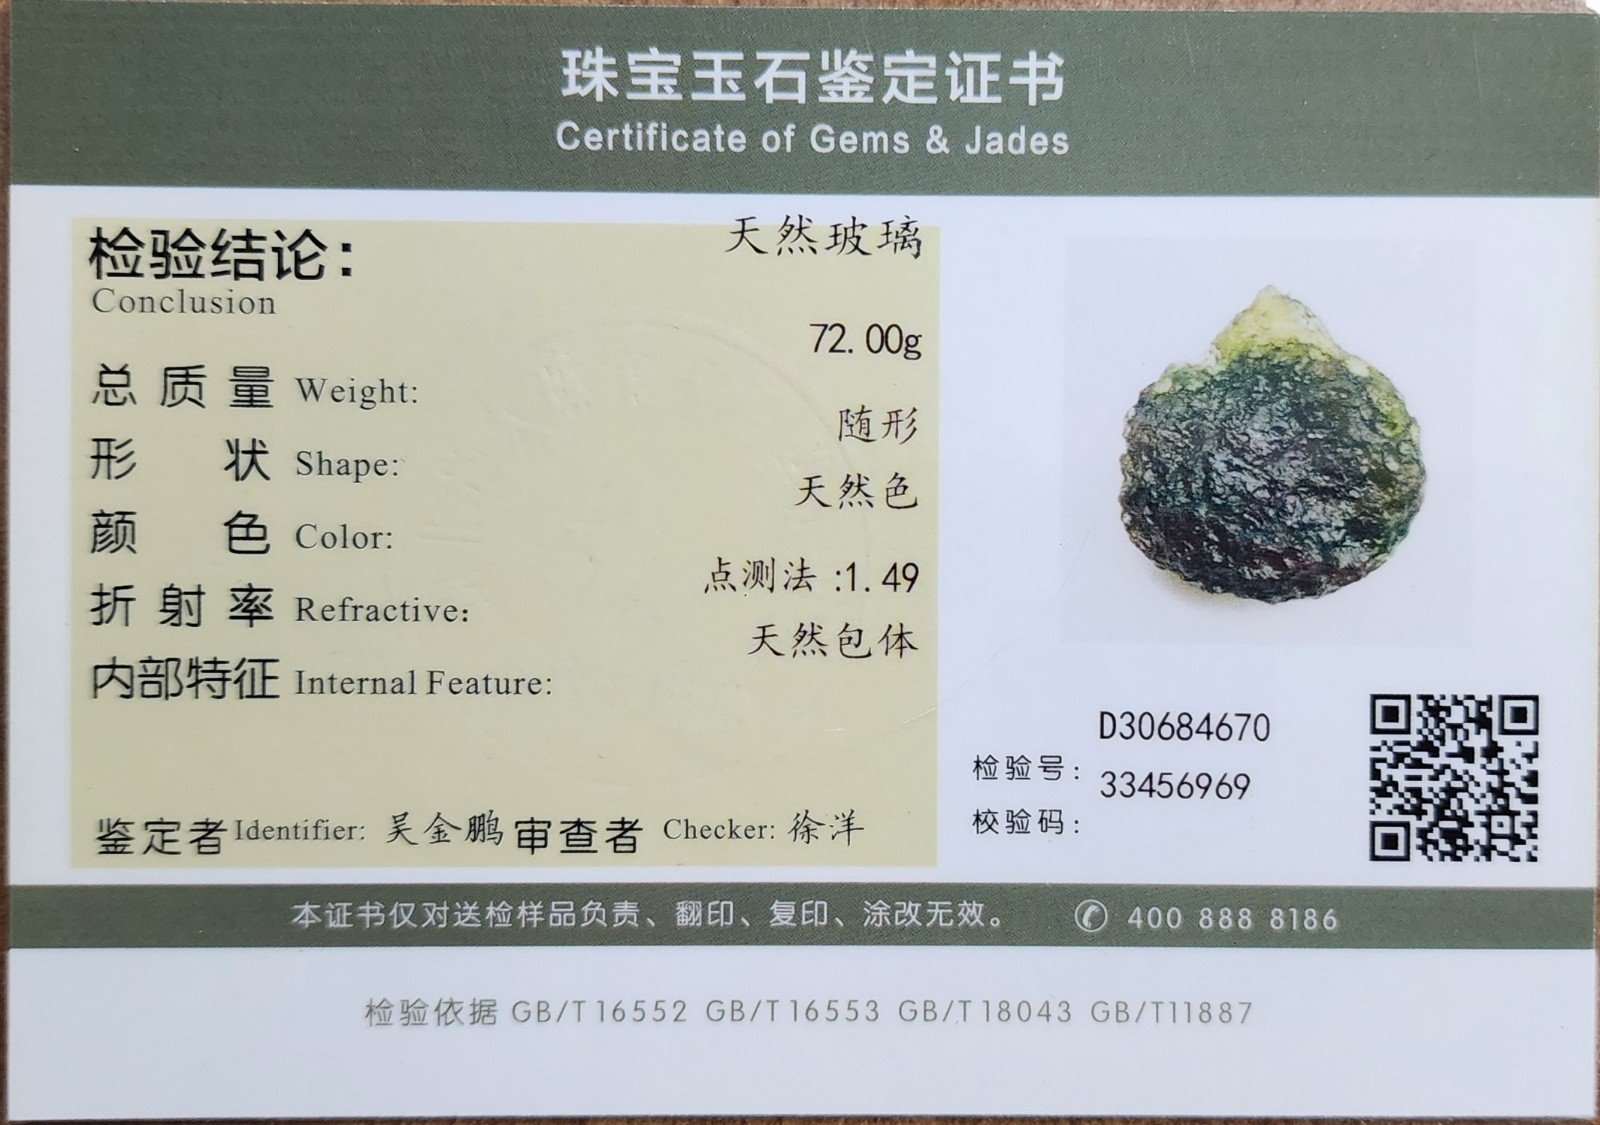 珠宝玉石鉴定证书
Certificate of Gems & Jades
检验结论: 天然玻璃
Conclusion
72.00g
总质量 Weight:
随形
形状 Shape:
天然色
颜色 Color:
点测法:1.49
折射率 Refractive:
天然包体
内部特征 Internal Feature:
D30684670
检验号:
33456969
校验码:
鉴定者 Identifier: 吴金鹏 审查者 Checker: 徐洋
本证书仅对送检样品负责、翻印、复印、涂改无效。 400 888 8186
检验依据 GB/T16552 GB/T16553 GB/T18043 GB/T11887